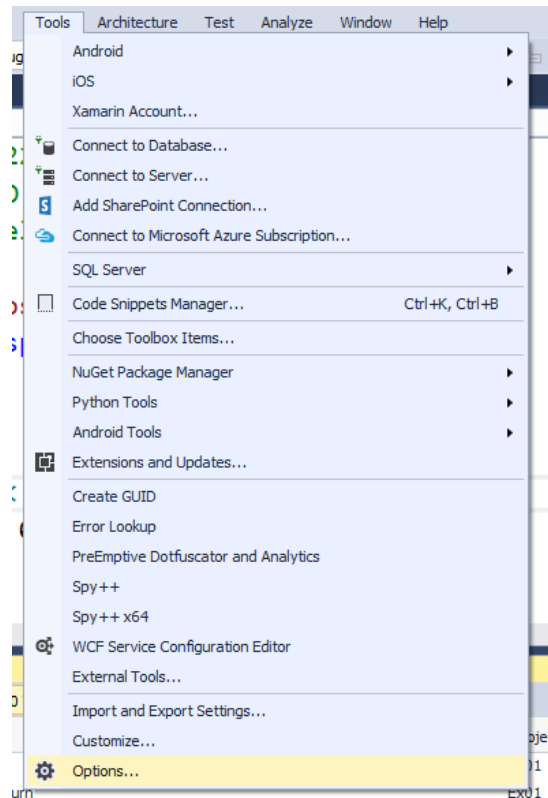 Tools Architecture Test Analyze Window Help
Android
iOS
Xamarin Account...
Connect to Database...
Connect to Server...
Add SharePoint Connection...
Connect to Microsoft Azure Subscription...
SQL Server
Code Snippets Manager... Ctrl+K, Ctrl+B
Choose Toolbox Items...
NuGet Package Manager
Python Tools
Android Tools
Extensions and Updates...
Create GUID
Error Lookup
PreEmptive Dotfuscator and Analytics
Spy++
Spy++ x64
WCF Service Configuration Editor
External Tools...
Import and Export Settings...
Customize...
Options...
Ex01